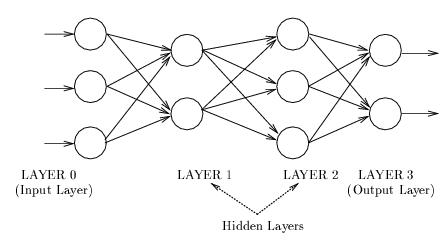 LAYER 0
(Input Layer)
LAYER 1
LAYER 2
LAYER 3
(Output Layer)
Hidden Layers